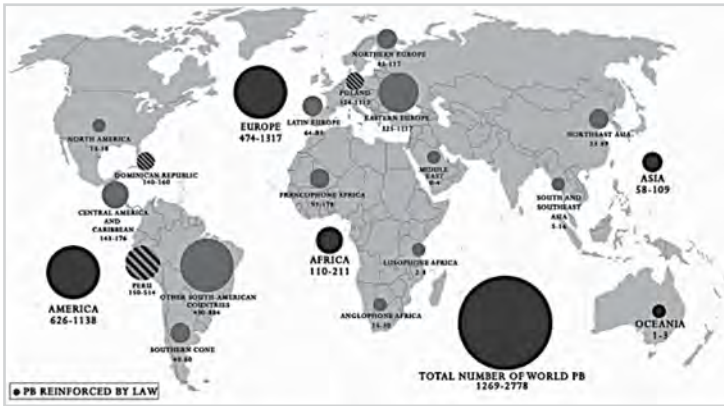 NORTHERN EUROPE
POLAND
EUROPE
474-1317
LATIN EUROPE
EASTERN EUROPE
NORTH AMERICA
DOMINICAN REPUBLIC
CENTRAL AMERICA
AND
CARIBBEAN
FRANCOPHONE AFRICA
MIDDLE
EAST
NORTHEAST ASIA
ASIA
58-109
SOUTH AND
SOUTHEAST
ASIA
AFRICA
110-211
LUSOPHONE AFRICA
AMERICA
626-1138
PERU
OTHER SOUTH AMERICAN
COUNTRIES
ANGLOPHONE AFRICA
OCEANIA
1-3
SOUTHERN CONE
TOTAL NUMBER OF WORLD PB
1269-2778
PB REINFORCED BY LAW